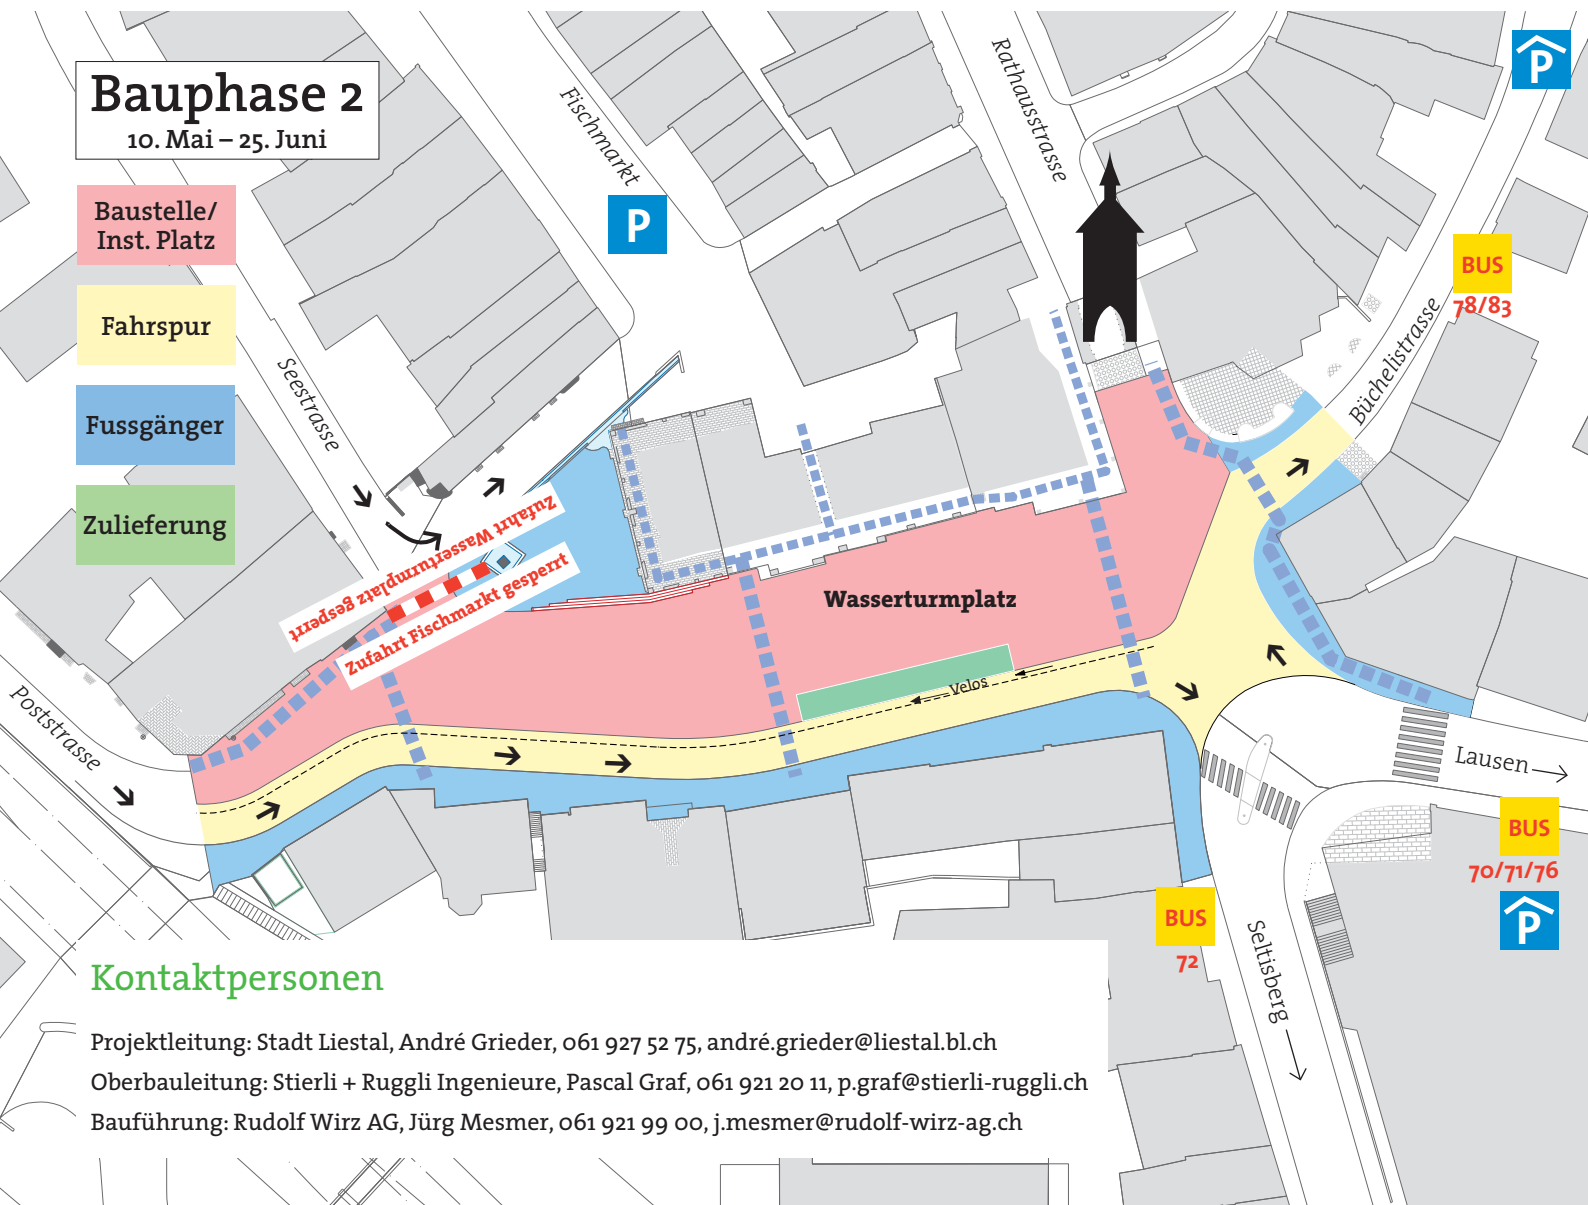 Bauphase 2
10. Mai – 25. Juni
Baustelle/
Inst. Platz
Fahrspur
Fussgänger
Zulieferung
Fischmarkt
P
Rathausstrasse
P
BUS
78/83
Büchelistrasse
Seestrasse
Zufahrt Wasserturmplatz gesperrt
Zufahrt Fischmarkt gesperrt
Wasserturmplatz
Velos
Poststrasse
Lausen
BUS
70/71/76
P
BUS
72
Seltisberg
Kontaktpersonen
Projektleitung: Stadt Liestal, André Grieder, 061 927 52 75, andré.grieder@liestal.bl.ch
Oberbauleitung: Stierli + Ruggli Ingenieure, Pascal Graf, 061 921 20 11, p.graf@stierli-ruggli.ch
Bauführung: Rudolf Wirz AG, Jürg Mesmer, 061 921 99 00, j.mesmer@rudolf-wirz-ag.ch